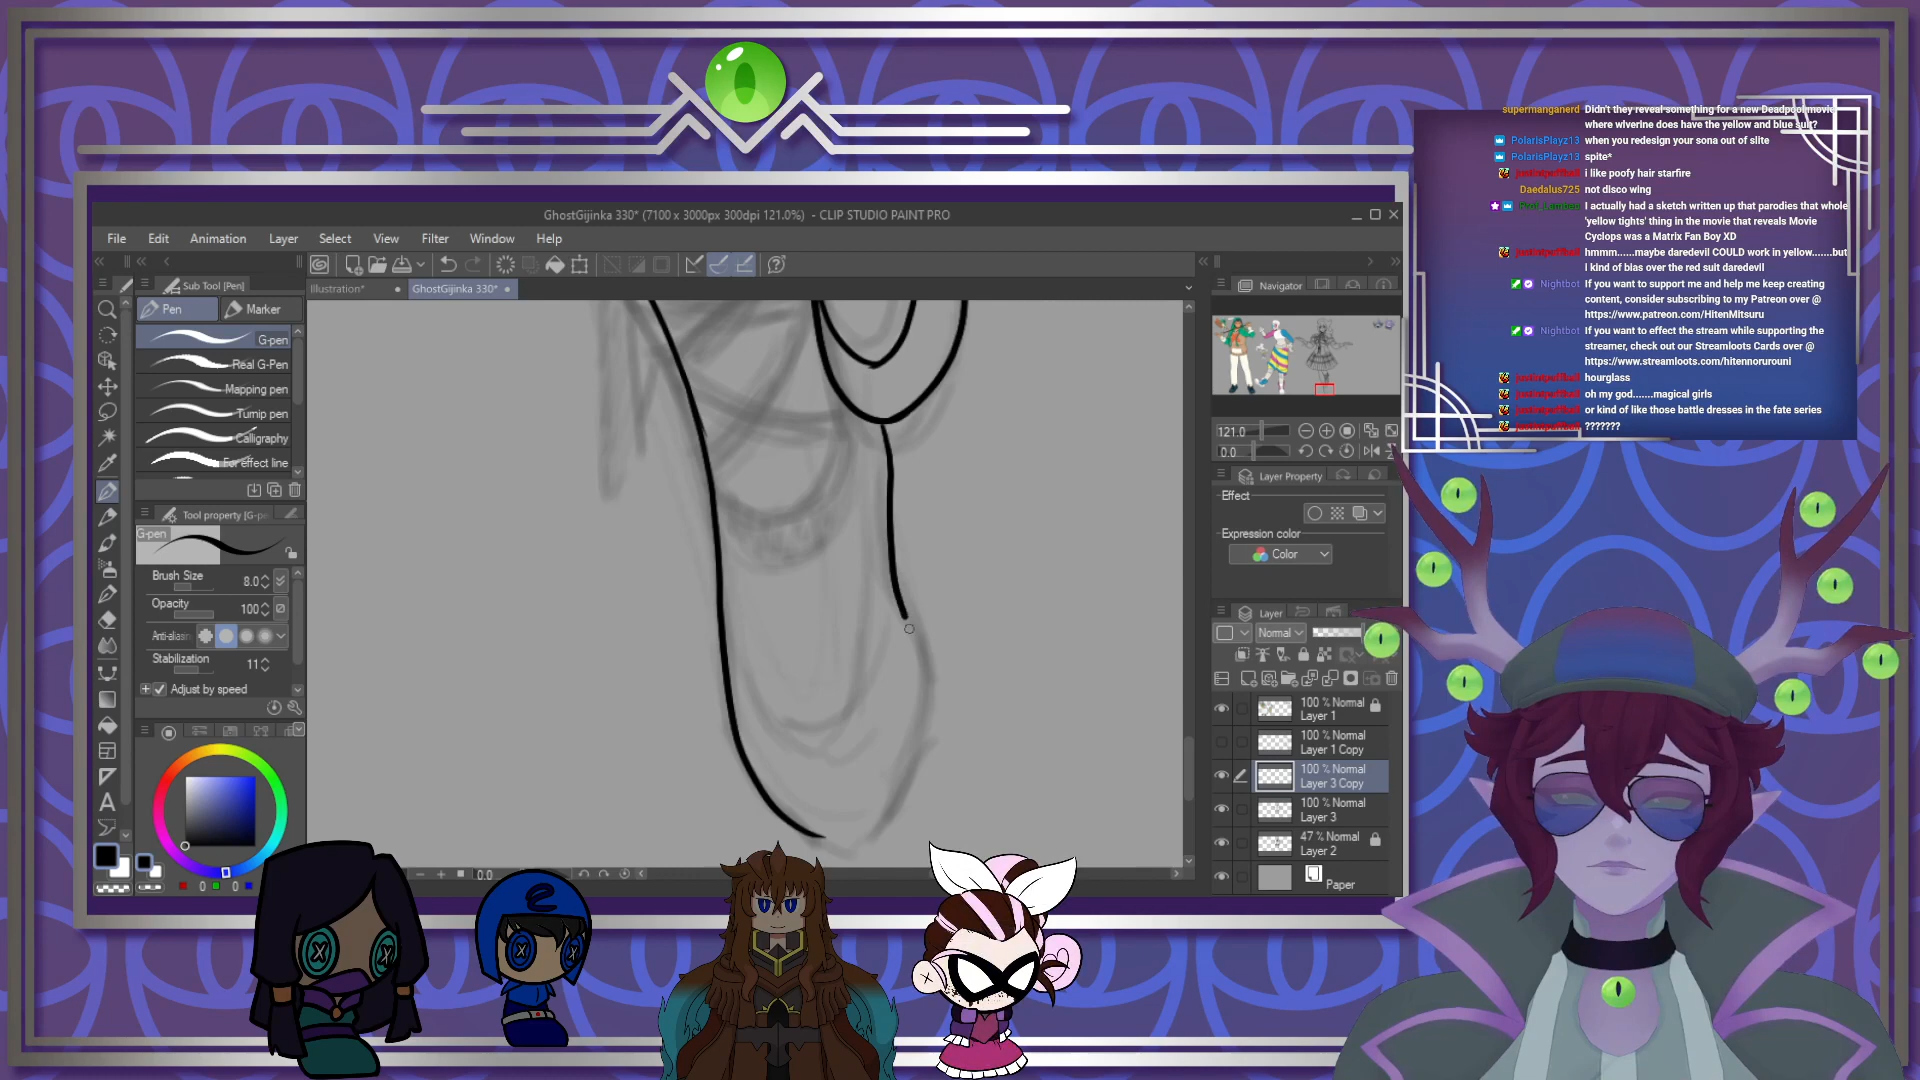 GhostGijinka 330* (7100 x 3000px 300dpi 121.0%) - CLIP STUDIO PAINT PRO
File Edit Animation Layer Select View Filter Window Help
Sub Tool [Pen]
Illustration*
GhostGijinka 330*
Pen
Marker
G-pen
Real G-Pen
Mapping pen
Turnip pen
Calligraphy
For effect line
Tool property [G-pe
G-pen
Brush Size 8.0
Opacity 100
Anti-aliasin
Stabilization 11
Adjust by speed
0 0 0
0.0
Navigator
121.0
0.0
Layer Property
Effect
Expression color
Color
Layer
Normal
100 % Normal
Layer 1
100 % Normal
Layer 1 Copy
100 % Normal
Layer 3 Copy
100 % Normal
Layer 3
47 % Normal
Layer 2
Paper
supermanganerd Didn't they reveal something for a new Deadpool movie
where wlverine does have the yellow and blue suit?
PolarisPlayz13 when you redesign your sona out of slite
PolarisPlayz13 spite*
i like poofy hair starfire
Daedalus725 not disco wing
I actually had a sketch written up that parodies that whole
'yellow tights' thing in the movie that reveals Movie
Cyclops was a Matrix Fan Boy XD
hmmm......maybe daredevil COULD work in yellow.......but
i kind of bias over the red suit daredevil
Nightbot If you want to support me and help me keep creating
content, consider subscribing to my Patreon over @
https://www.patreon.com/HitenMitsuru
Nightbot If you want to effect the stream while supporting the
streamer, check out our Streamloots Cards over @
https://www.streamloots.com/hitennorurouni
hourglass
oh my god.......magical girls
or kind of like those battle dresses in the fate series
???????